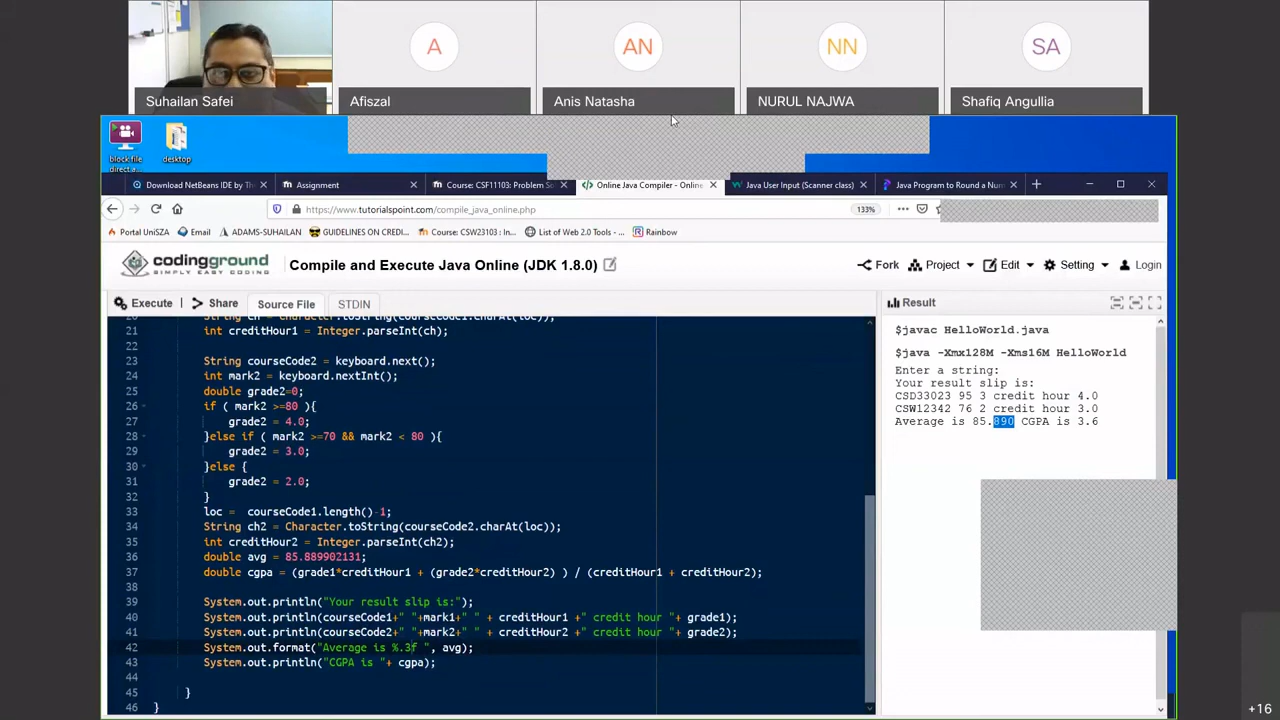 A
AN
NN
SA
Suhailan Safei
Afiszal
Anis Natasha
NURUL NAJWA
Shafiq Angullia
block file
direct a...
desktop
Download NetBeans IDE by Th
Assignment
Course: CSF11103: Problem So
Online Java Compiler - Online
Java User Input (Scanner class)
Java Program to Round a Num
https://www.tutorialspoint.com/compile_java_online.php
133%
Portal UniSZA
Email
ADAMS-SUHAILAN
GUIDELINES ON CREDI...
Course: CSW23103 : In...
List of Web 2.0 Tools - ...
Rainbow
codingground
SIMPLY EASY CODING
Compile and Execute Java Online (JDK 1.8.0)
Fork
Project
Edit
Setting
Login
Execute
Share
Source File
STDIN
Result
20 String ch = Character.toString(courseCode1.charAt(loc));
21 int creditHour1 = Integer.parseInt(ch);
22
23 String courseCode2 = keyboard.next();
24 int mark2 = keyboard.nextInt();
25 double grade2=0;
26 if ( mark2 >=80 ){
27 grade2 = 4.0;
28 }else if ( mark2 >=70 && mark2 < 80 ){
29 grade2 = 3.0;
30 }else {
31 grade2 = 2.0;
32 }
33 loc =  courseCode1.length()-1;
34 String ch2 = Character.toString(courseCode2.charAt(loc));
35 int creditHour2 = Integer.parseInt(ch2);
36 double avg = 85.889902131;
37 double cgpa = (grade1*creditHour1 + (grade2*creditHour2) ) / (creditHour1 + creditHour2);
38
39 System.out.println("Your result slip is:");
40 System.out.println(courseCode1+" "+mark1+" " + creditHour1 +" credit hour "+ grade1);
41 System.out.println(courseCode2+" "+mark2+" " + creditHour2 +" credit hour "+ grade2);
42 System.out.format("Average is %.3f ", avg);
43 System.out.println("CGPA is "+ cgpa);
44
45 }
46 }
$javac HelloWorld.java
$java -Xmx128M -Xms16M HelloWorld
Enter a string:
Your result slip is:
CSD33023 95 3 credit hour 4.0
CSW12342 76 2 credit hour 3.0
Average is 85.890 CGPA is 3.6
+16